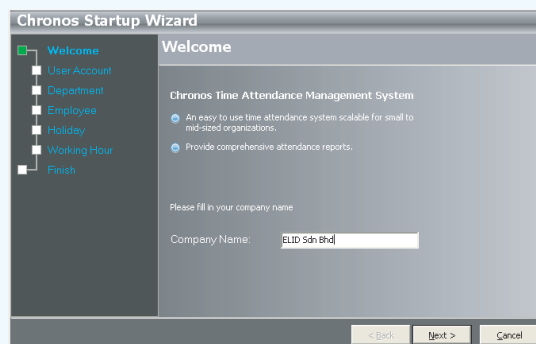 Chronos Startup Wizard
Welcome
User Account
Department
Employee
Holiday
Working Hour
Finish
Welcome
Chronos Time Attendance Management System
An easy to use time attendance system scalable for small to
mid-sized organizations.
Provide comprehensive attendance reports.
Please fill in your company name
Company Name:
ELID Sdn Bhd
< Back
Next >
Cancel